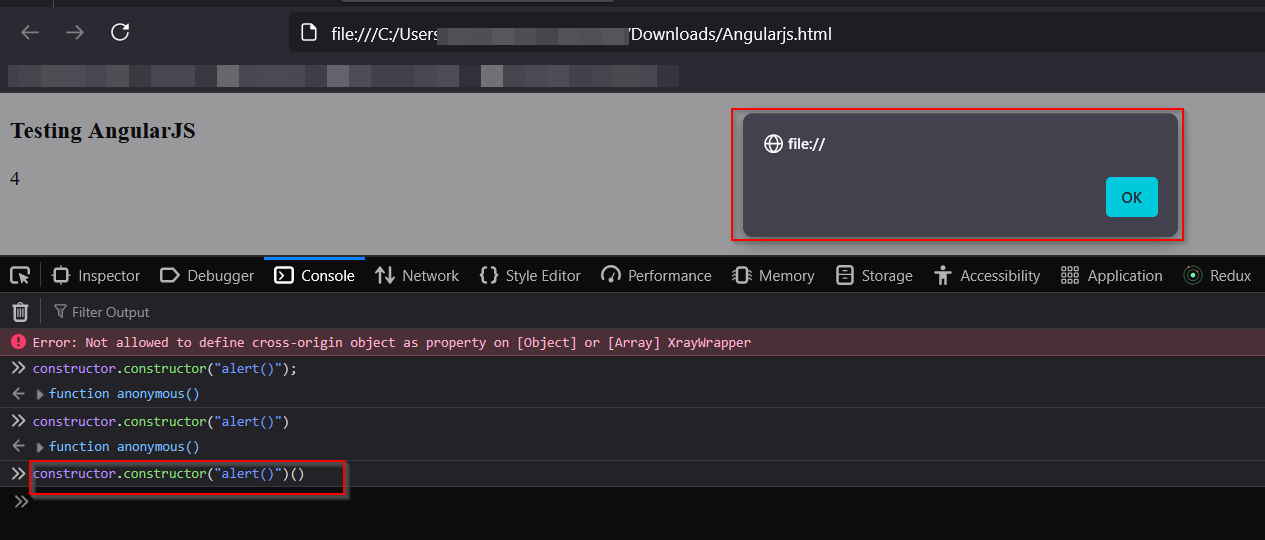 file:///C:/Users /Downloads/Angularjs.html
Testing AngularJS
4
file://
OK
Inspector Debugger Console Network Style Editor Performance Memory Storage Accessibility Application Redux
Filter Output
Error: Not allowed to define cross-origin object as property on [Object] or [Array] XrayWrapper
constructor.constructor("alert()");
function anonymous()
constructor.constructor("alert()")
function anonymous()
constructor.constructor("alert()")()